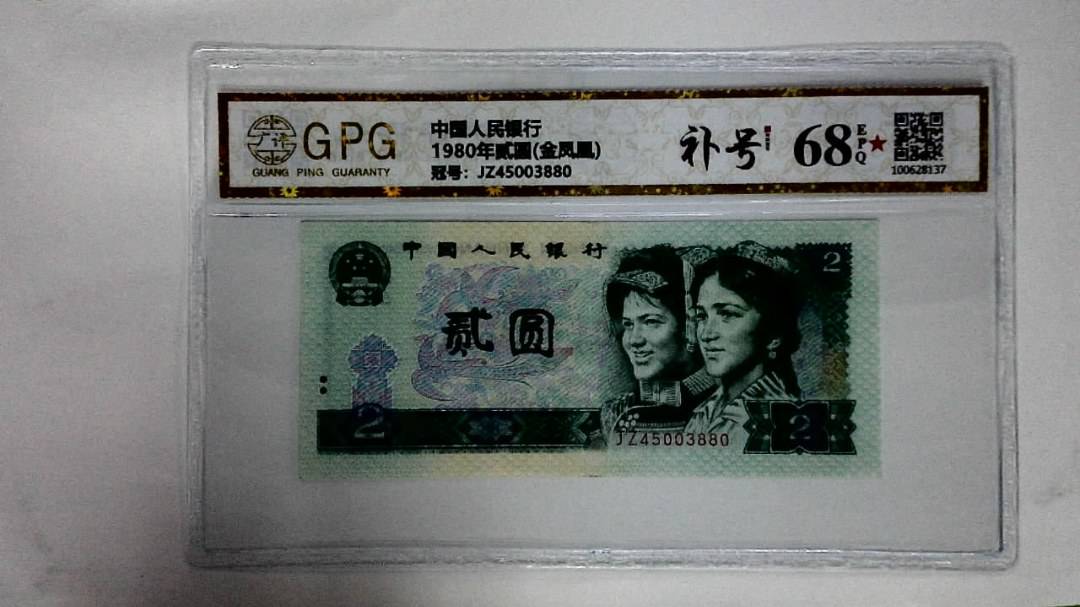 GPG
GUANG PING GUARANTY
中国人民银行
1980年贰圆(金凤凰)
冠号：JZ45003880
补号
68
EPQ
100628137
中国人民银行
2
贰圆
2
JZ45003880
2